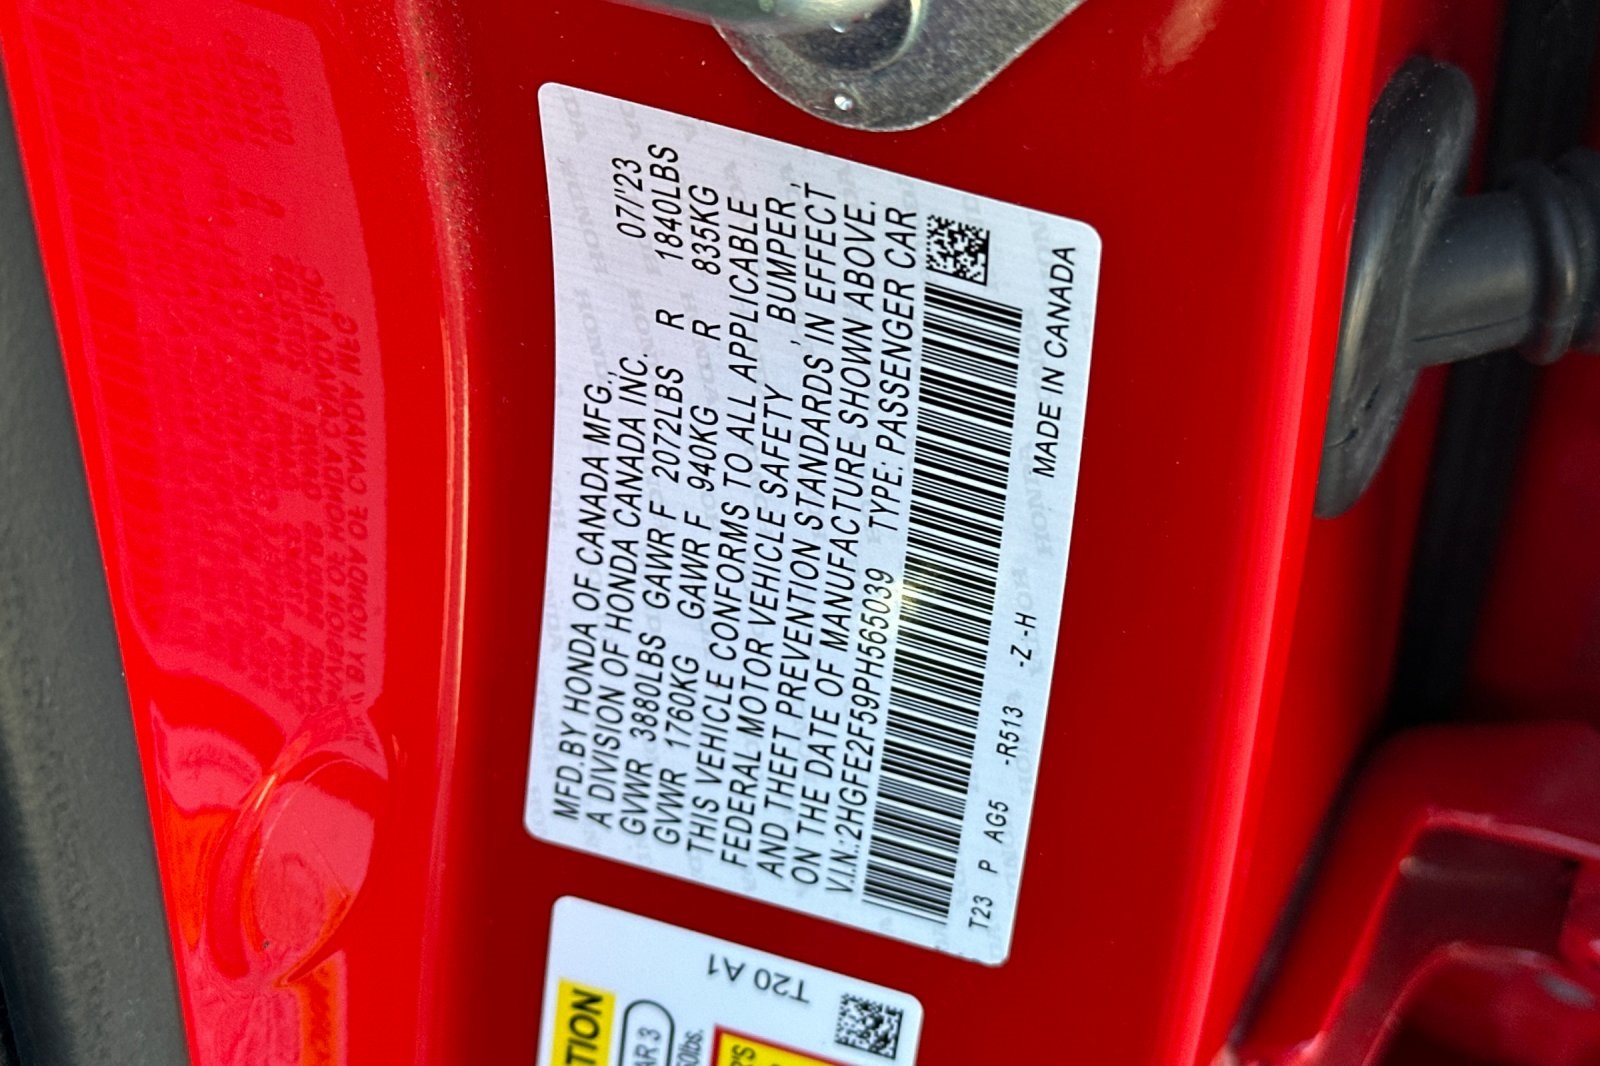 MFD.BY HONDA OF CANADA MFG.,
A DIVISION OF HONDA CANADA INC. 07/'23
GVWR 3880LBS GAWR F 2072LBS R 1840LBS
GVWR 1760KG GAWR F 940KG R 835KG
THIS VEHICLE CONFORMS TO ALL APPLICABLE
FEDERAL MOTOR VEHICLE SAFETY , BUMPER,
AND THEFT PREVENTION STANDARDS IN EFFECT
ON THE DATE OF MANUFACTURE SHOWN ABOVE.
V.I.N.:2HGFE2F59PH565039 TYPE: PASSENGER CAR
T23 P AG5 -R513 -Z-H MADE IN CANADA
T20 A1